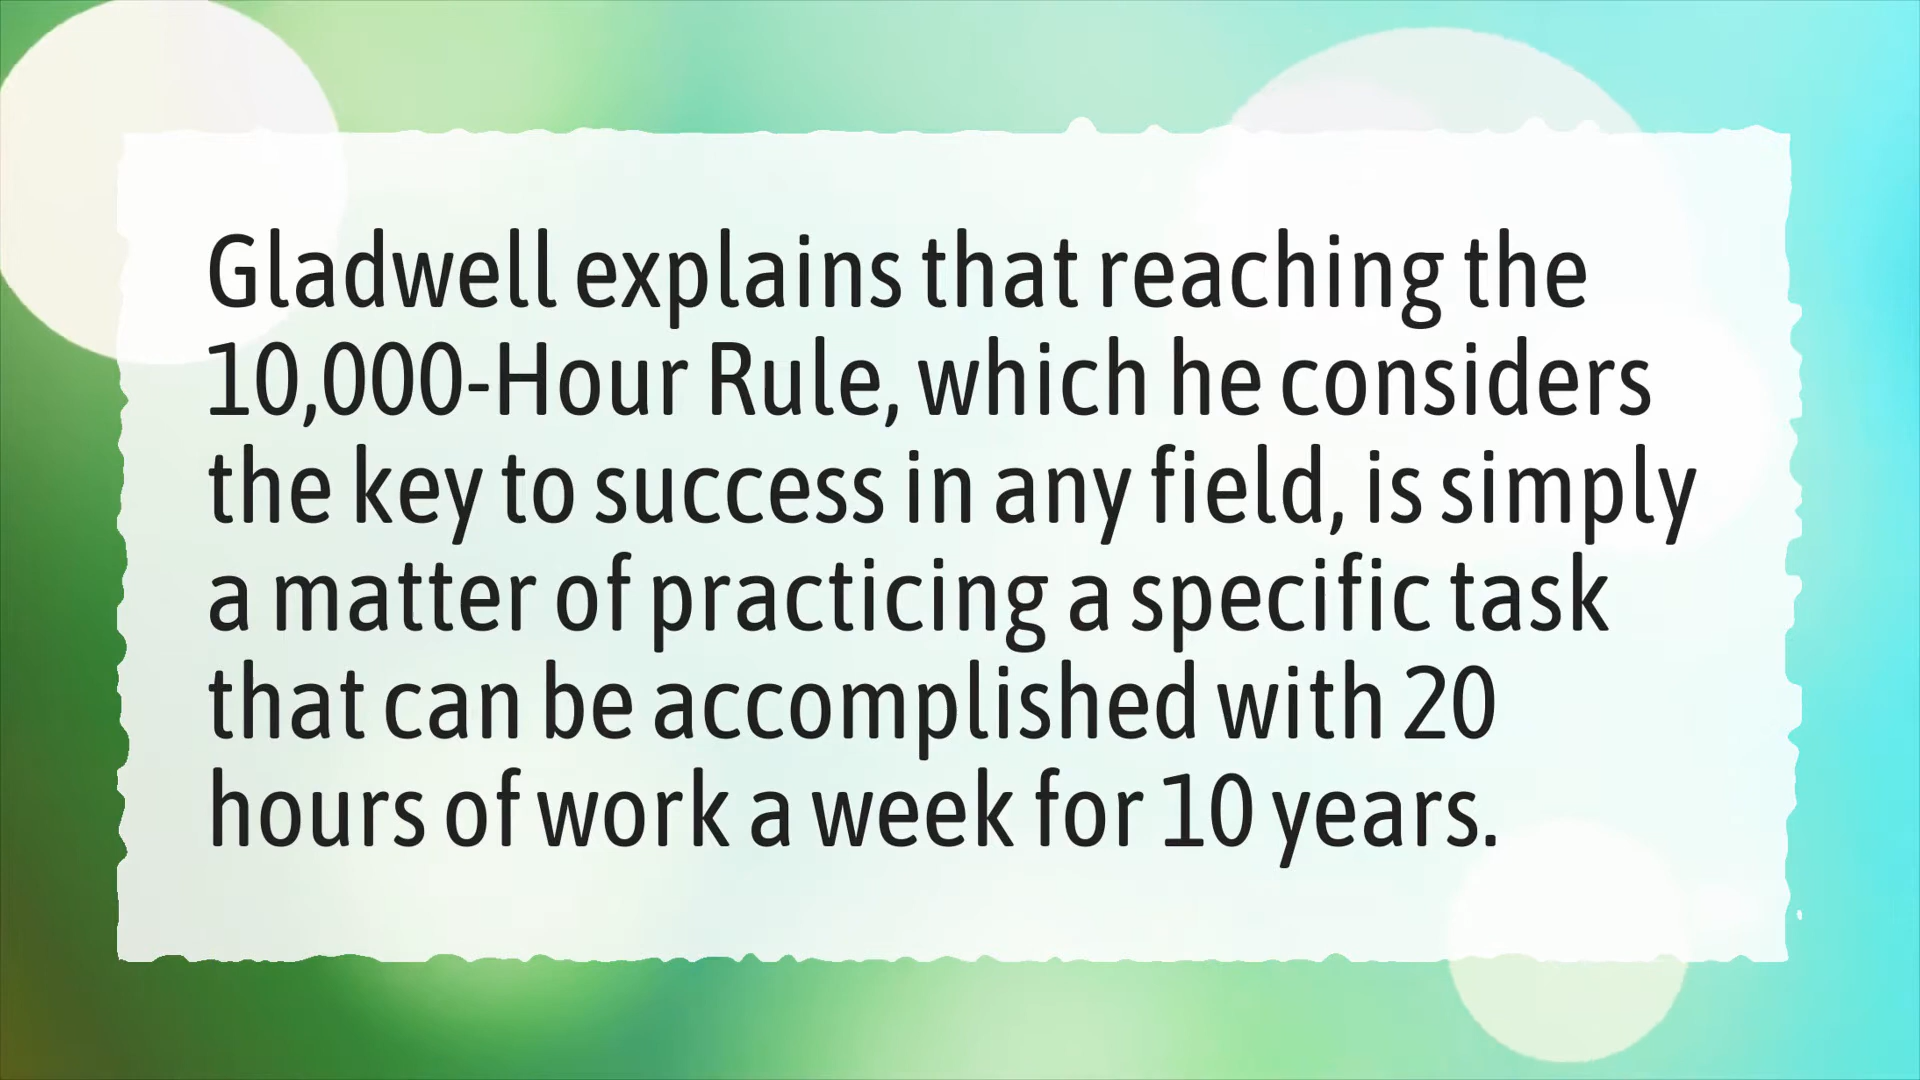 Gladwell explains that reaching the
10,000-Hour Rule, which he considers
the key to success in any field, is simply
a matter of practicing a specific task
that can be accomplished with 20
hours of work a week for 10 years.